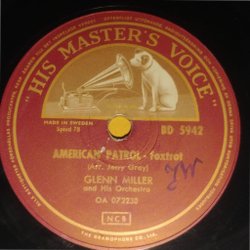 HIS MASTER'S VOICE
MADE IN SWEDEN
Speed 78
BD 5942
AMERICAN PATROL - foxtrot
(Arr. Jerry Gray)
GLENN MILLER
and His Orchestra
OA 072230
NCB
THE GRAMOPHONE CO. LTD.